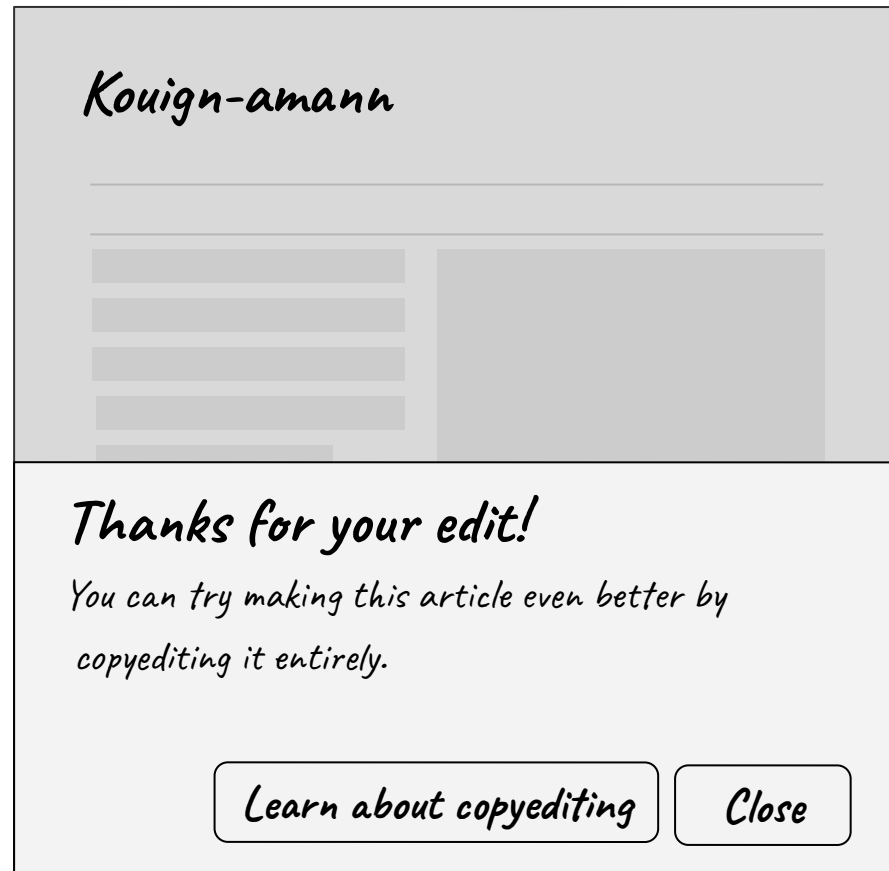 Kouign-amann
Thanks for your edit!
You can try making this article even better by
copyediting it entirely.
Learn about copyediting
Close